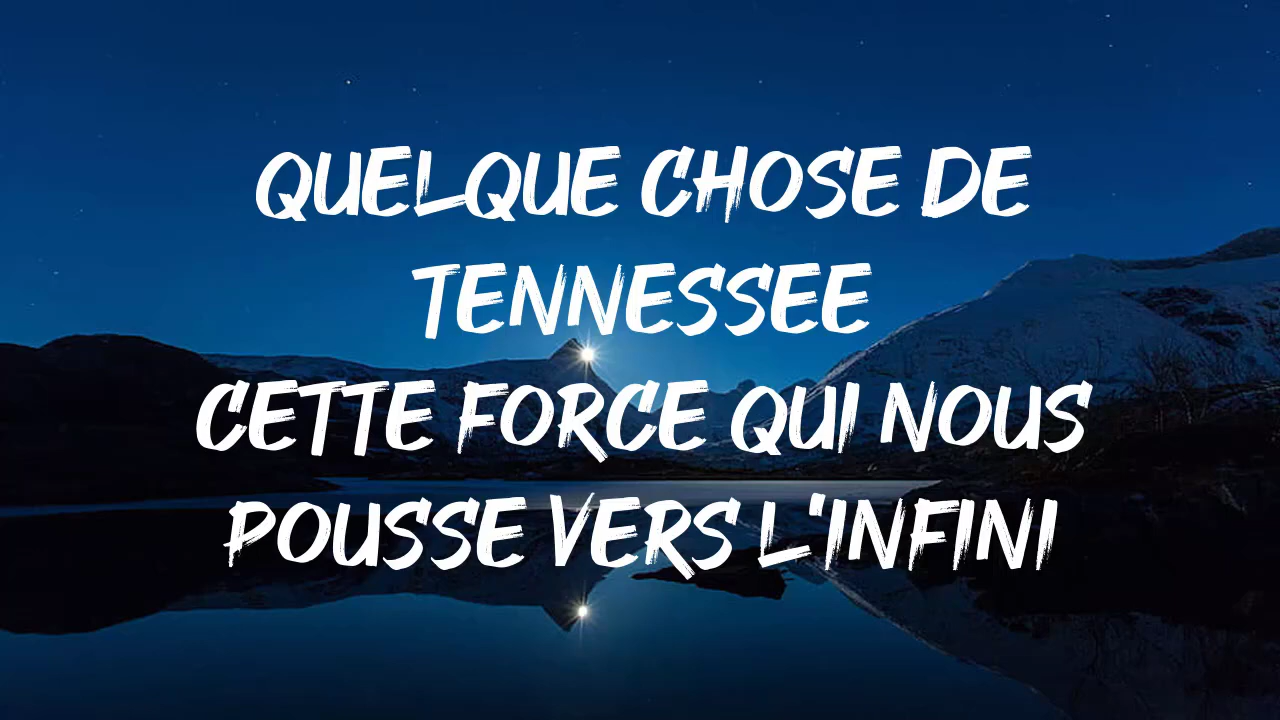 QUELQUE CHOSE DE
TENNESSEE
CETTE FORCE QUI NOUS
POUSSE VERS L'INFINI